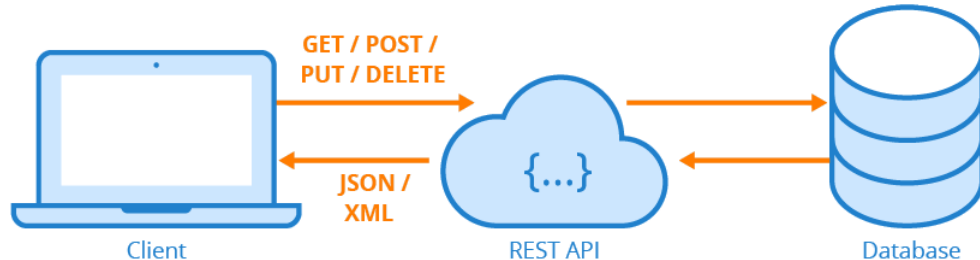 GET / POST /
PUT / DELETE
{...}
JSON /
XML
Client
REST API
Database